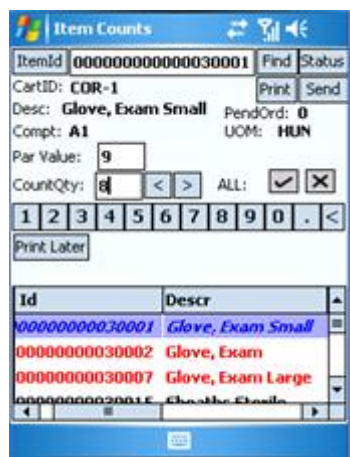 Item Counts
ItemId 000000000000030001 Find Status
CartID: COR-1 Print Send
Desc: Glove, Exam Small PendOrd: 0
Compt: A1 UOM: HUN
Par Value: 9
CountQty: 8 < > ALL:
1 2 3 4 5 6 7 8 9 0 . <
Print Later
Id Descr
00000000030001 Glove, Exam Small
00000000030002 Glove, Exam
00000000030007 Glove, Exam Large